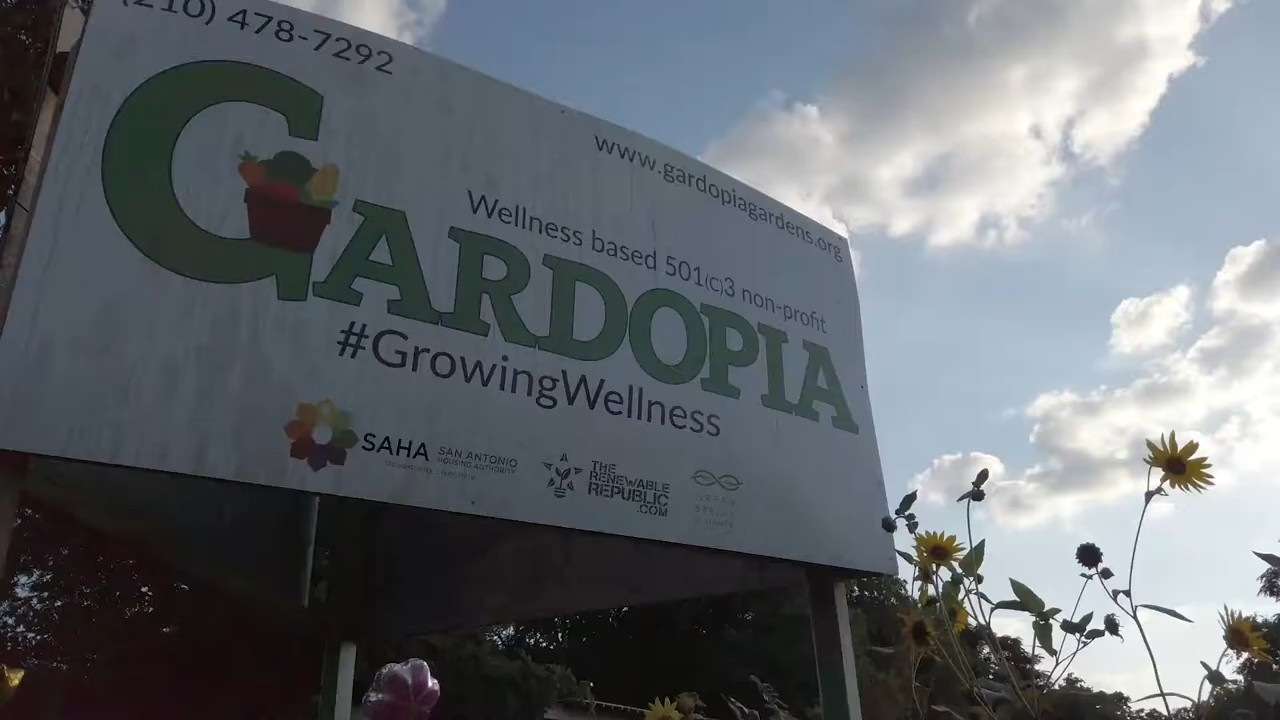 (210) 478-7292
www.gardopiagardens.org
Wellness based 501(c)3 non-profit
GARDOPIA
#GrowingWellness
SAHA SAN ANTONIO
HOUSING AUTHORITY
THE
RENEWABLE
REPUBLIC
.COM